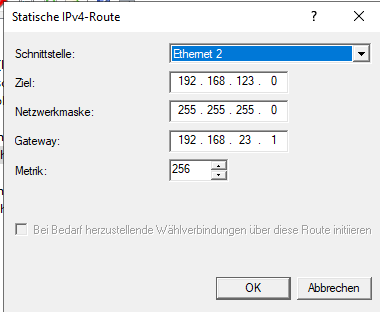 Statische IPv4-Route
Schnittstelle: Ethernet 2
Ziel: 192 . 168 . 123 . 0
Netzwerkmaske: 255 . 255 . 255 . 0
Gateway: 192 . 168 . 23 . 1
Metrik: 256
Bei Bedarf herzustellende Wählverbindungen über diese Route initiieren
OK Abbrechen